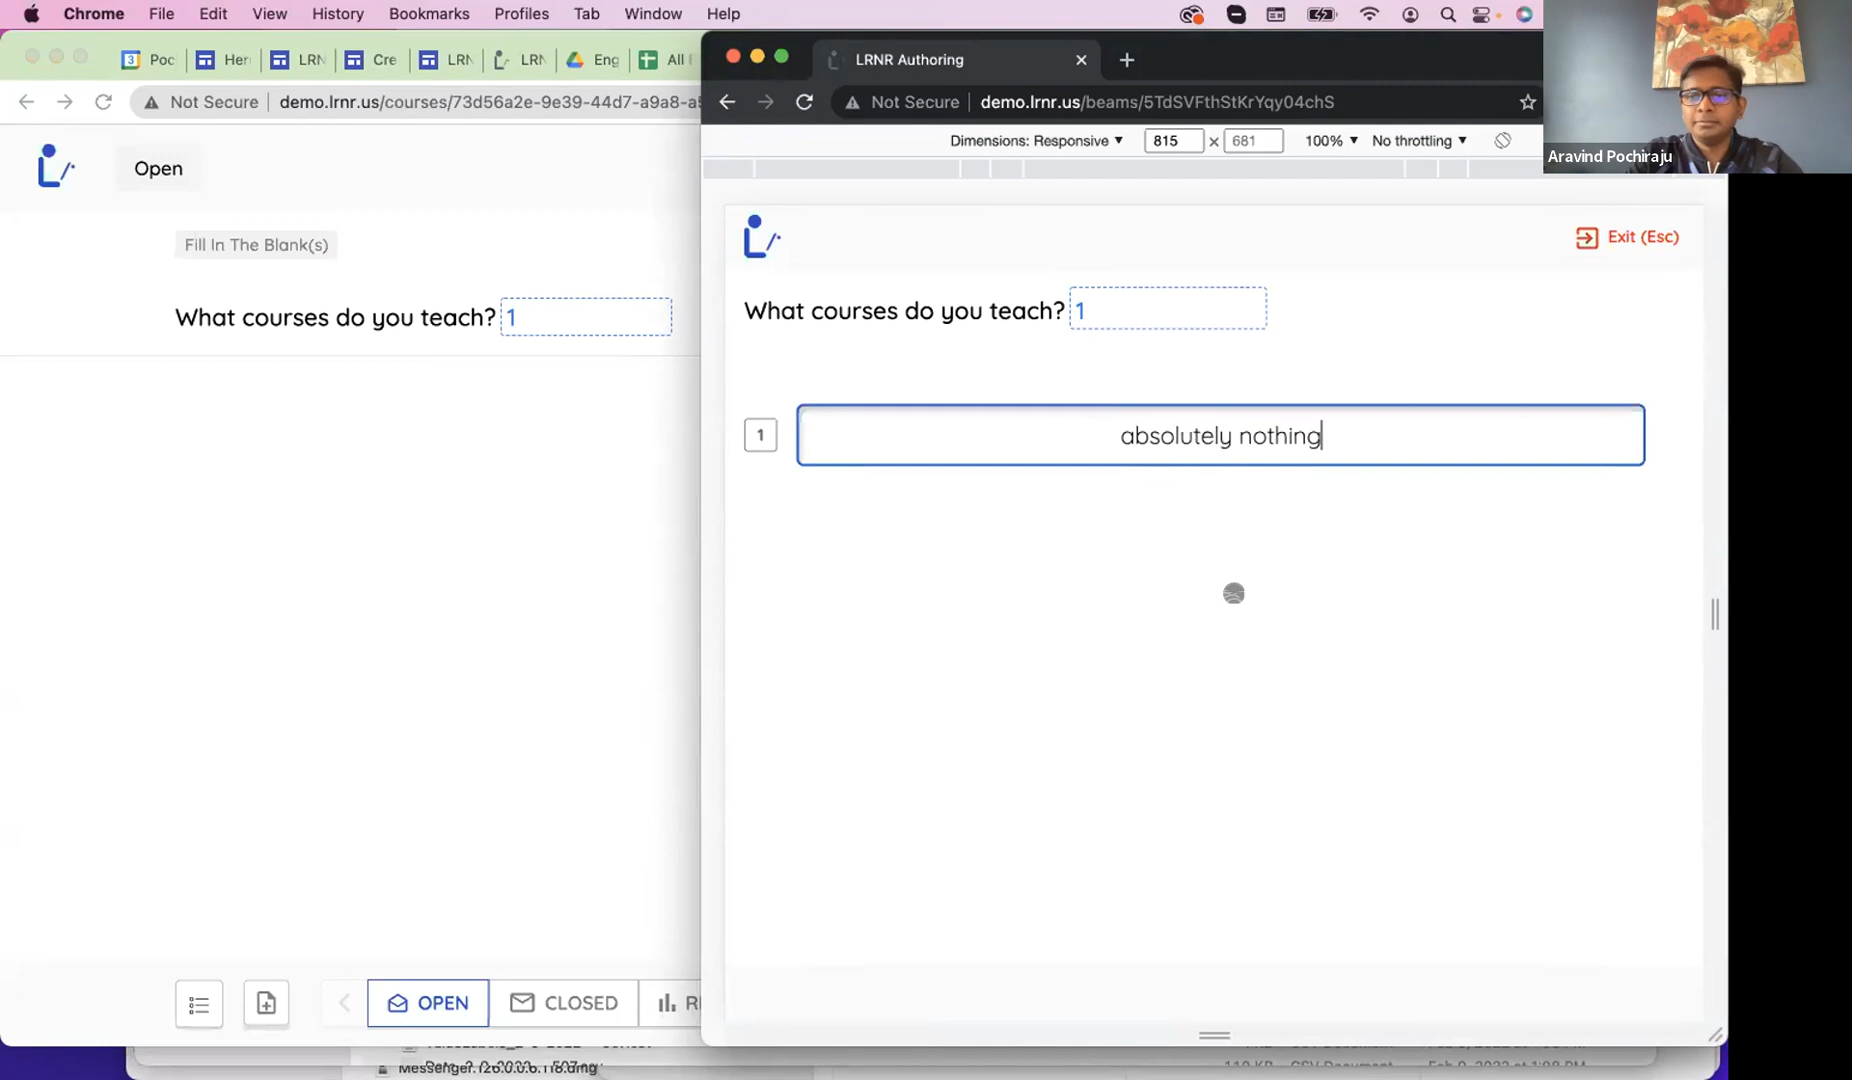 Chrome File Edit View History Bookmarks Profiles Tab Window Help
3 Poc Her LRN Cre LRN LRN Eng All
Not Secure demo.lrnr.us/courses/73d56a2e-9e39-44d7-a9a8-a
Open
Fill In The Blank(s)
What courses do you teach? 1
OPEN CLOSED R
LRNR Authoring
Not Secure demo.lrnr.us/beams/5TdSVFthStKrYqy04chS
Dimensions: Responsive 815 × 681 100% No throttling
Exit (Esc)
What courses do you teach? 1
1 absolutely nothing
Aravind Pochiraju